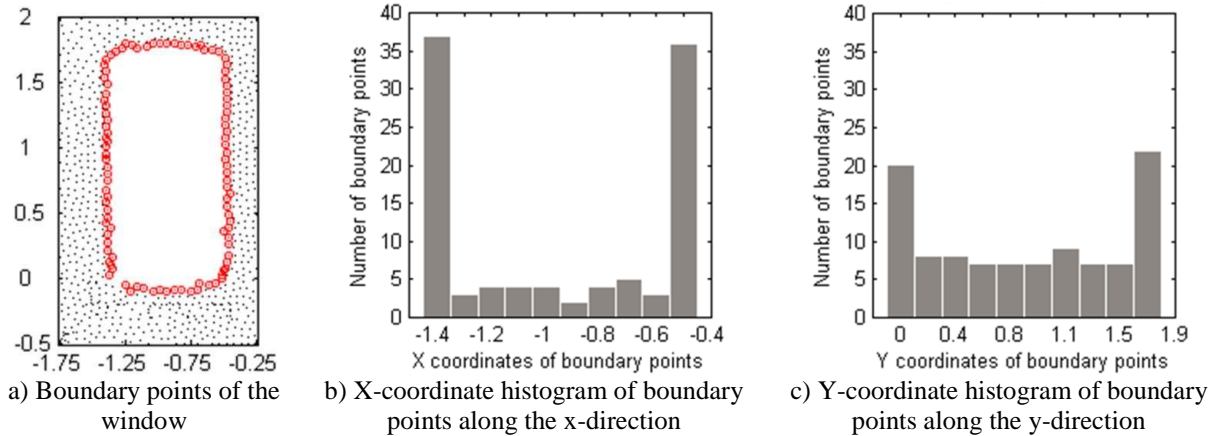 2
1.5
1
0.5
0
-0.5
-1.75 -1.25 -0.75 -0.25
a) Boundary points of the
window
Number of boundary points
40
35
30
25
20
15
10
5
0
-1.4 -1.2 -1 -0.8 -0.6 -0.4
X coordinates of boundary points
b) X-coordinate histogram of boundary
points along the x-direction
Number of boundary points
40
35
30
25
20
15
10
5
0
0 0.4 0.8 1.1 1.5 1.9
Y coordinates of boundary points
c) Y-coordinate histogram of boundary
points along the y-direction